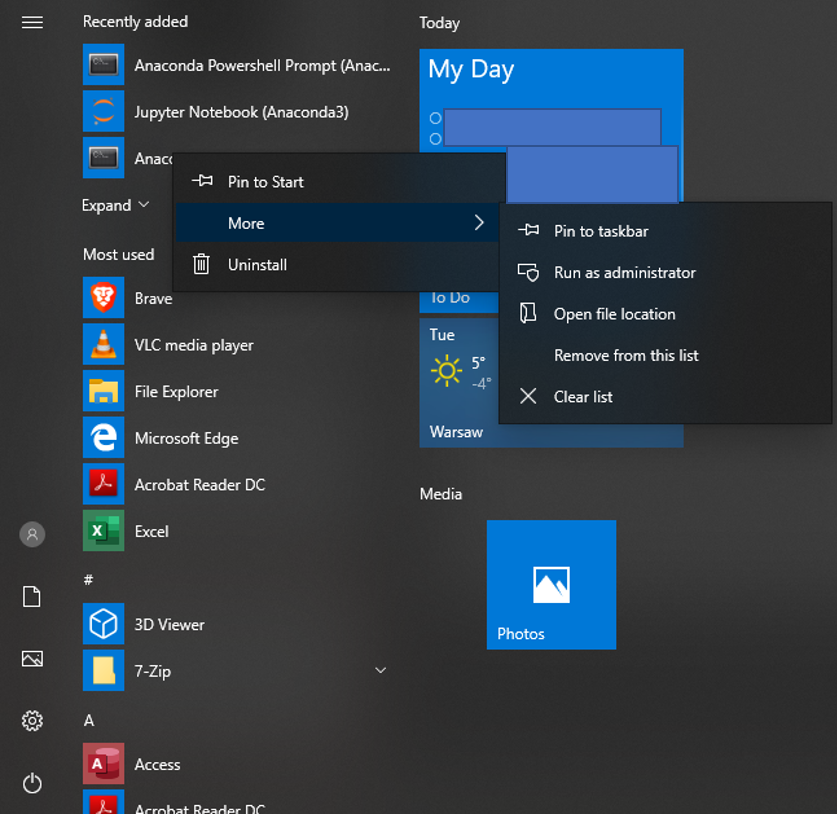 Recently added
Anaconda Powershell Prompt (Anac...
Jupyter Notebook (Anaconda3)
Expand
Most used
Brave
VLC media player
File Explorer
Microsoft Edge
Acrobat Reader DC
Excel
#
3D Viewer
7-Zip
A
Access
Acrobat Reader DC
Pin to Start
More
Uninstall
Pin to taskbar
Run as administrator
Open file location
Remove from this list
Clear list
Today
My Day
To Do
Tue
5°
-4°
Warsaw
Media
Photos